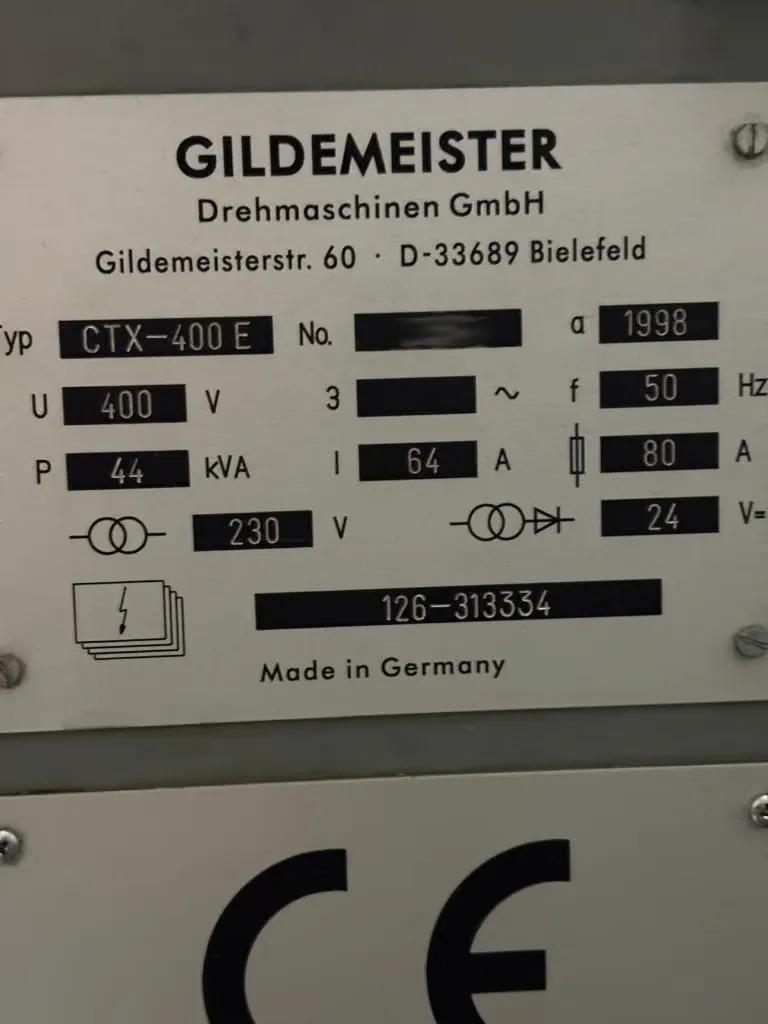 GILDEMEISTER
Drehmaschinen GmbH
Gildemeisterstr. 60 · D-33689 Bielefeld
Typ CTX-400 E No. a 1998
U 400 V 3 ~ f 50 Hz
P 44 kVA I 64 A 80 A
230 V 24 V=
126-313334
Made in Germany
CE